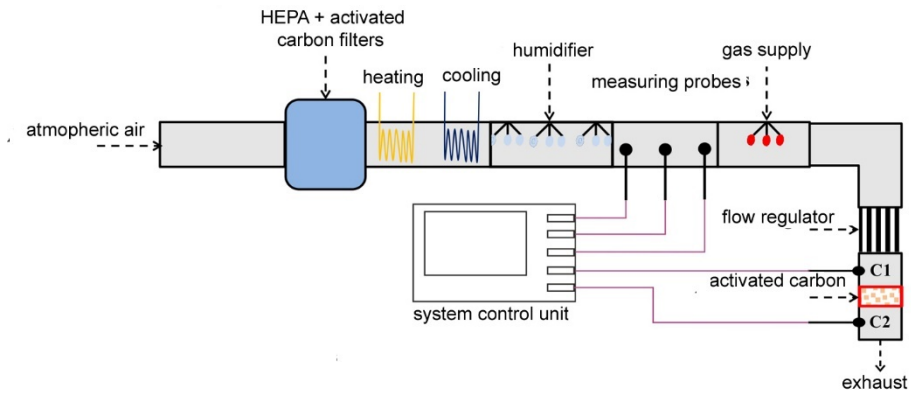 HEPA + activated
carbon filters
heating
cooling
humidifier
measuring probes
gas supply
atmopheric air
flow regulator
C1
activated carbon
C2
system control unit
exhaust